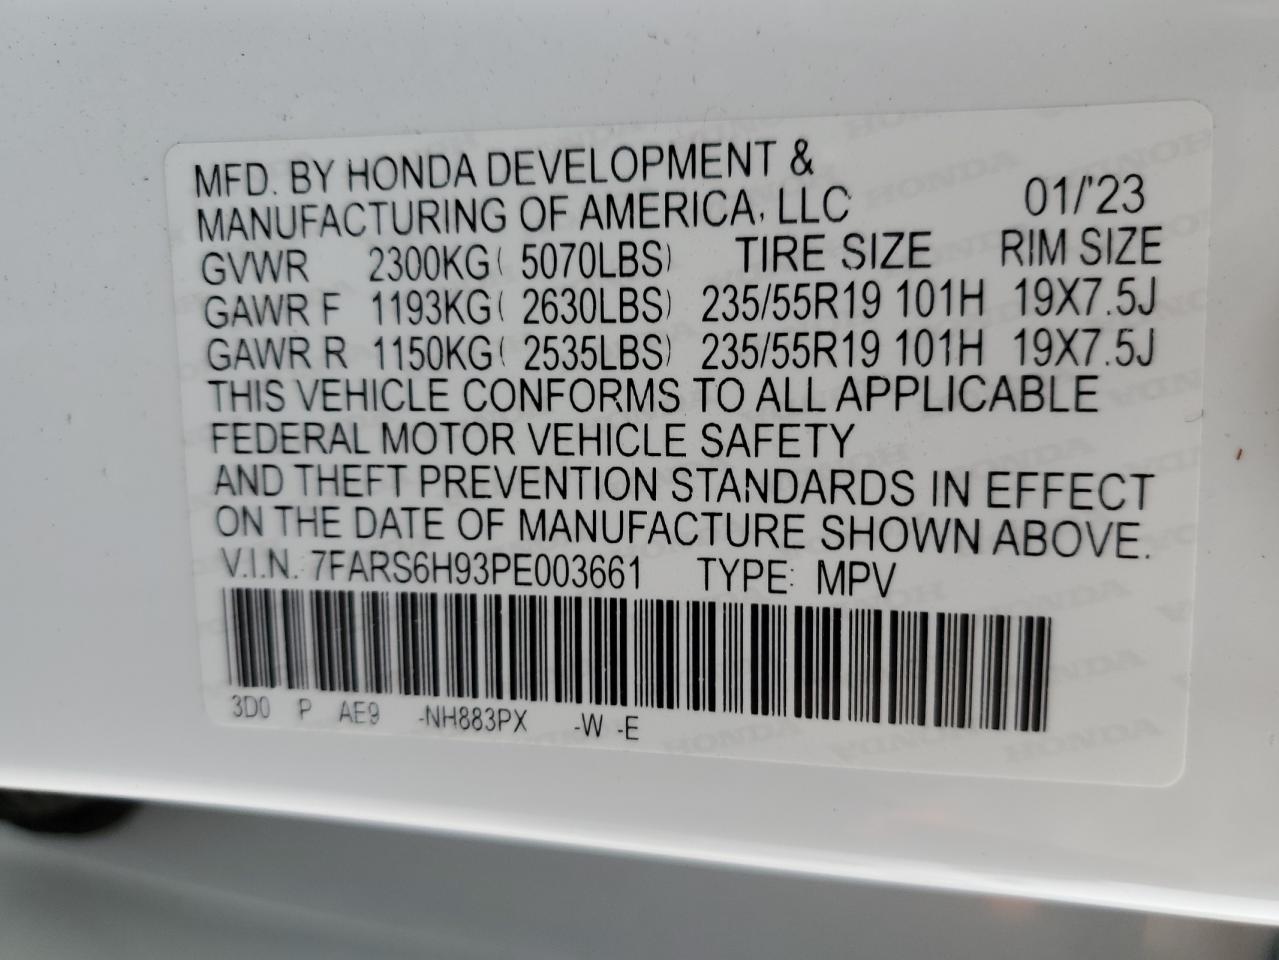 MFD. BY HONDA DEVELOPMENT &
MANUFACTURING OF AMERICA, LLC 01/'23
GVWR 2300KG( 5070LBS) TIRE SIZE RIM SIZE
GAWR F 1193KG( 2630LBS) 235/55R19 101H 19X7.5J
GAWR R 1150KG( 2535LBS) 235/55R19 101H 19X7.5J
THIS VEHICLE CONFORMS TO ALL APPLICABLE
FEDERAL MOTOR VEHICLE SAFETY
AND THEFT PREVENTION STANDARDS IN EFFECT
ON THE DATE OF MANUFACTURE SHOWN ABOVE.
V.I.N. 7FARS6H93PE003661 TYPE: MPV
3D0 P AE9 -NH883PX -W -E